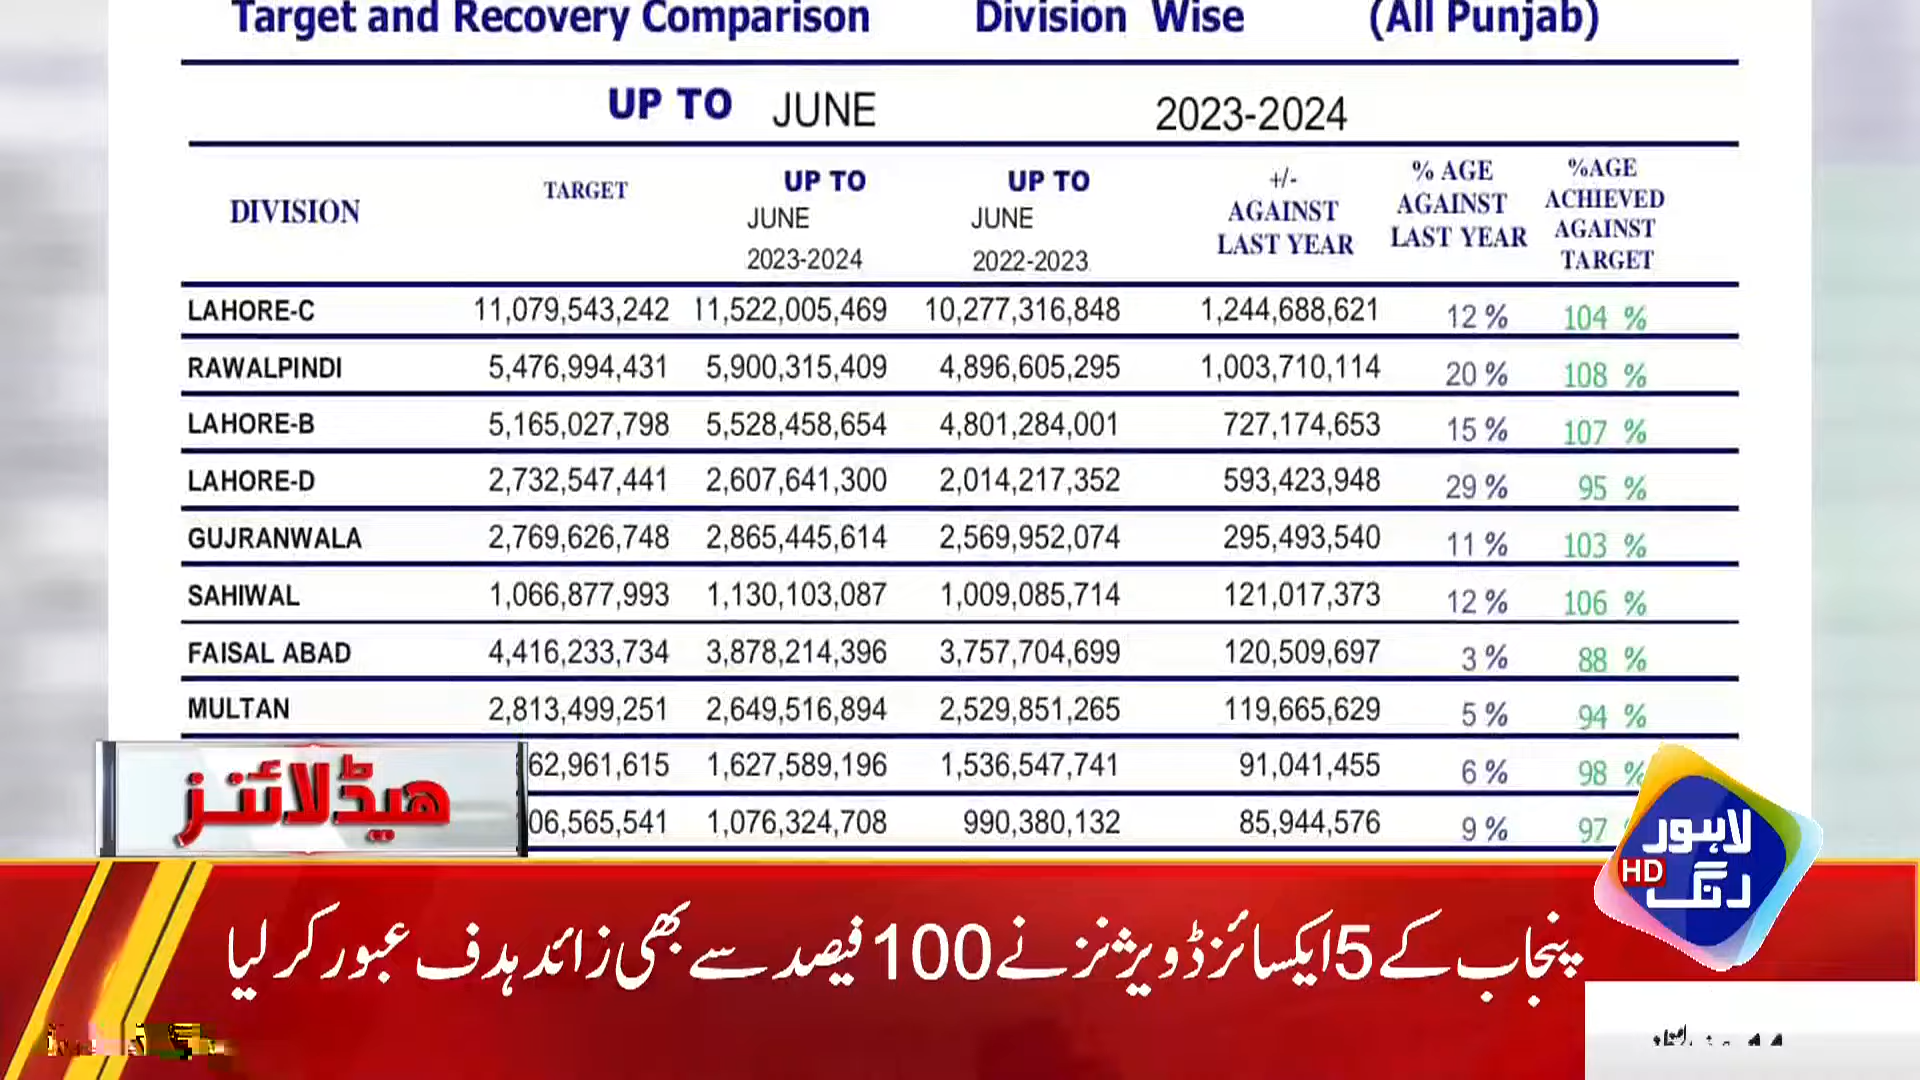 Target and Recovery Comparison Division Wise (All Punjab)
UP TO JUNE 2023-2024
DIVISION TARGET UP TO JUNE 2023-2024 UP TO JUNE 2022-2023 +/- AGAINST LAST YEAR % AGE AGAINST LAST YEAR %AGE ACHIEVED AGAINST TARGET
LAHORE-C 11,079,543,242 11,522,005,469 10,277,316,848 1,244,688,621 12 % 104 %
RAWALPINDI 5,476,994,431 5,900,315,409 4,896,605,295 1,003,710,114 20 % 108 %
LAHORE-B 5,165,027,798 5,528,458,654 4,801,284,001 727,174,653 15 % 107 %
LAHORE-D 2,732,547,441 2,607,641,300 2,014,217,352 593,423,948 29 % 95 %
GUJRANWALA 2,769,626,748 2,865,445,614 2,569,952,074 295,493,540 11 % 103 %
SAHIWAL 1,066,877,993 1,130,103,087 1,009,085,714 121,017,373 12 % 106 %
FAISAL ABAD 4,416,233,734 3,878,214,396 3,757,704,699 120,509,697 3 % 88 %
MULTAN 2,813,499,251 2,649,516,894 2,529,851,265 119,665,629 5 % 94 %
62,961,615 1,627,589,196 1,536,547,741 91,041,455 6 % 98 %
06,565,541 1,076,324,708 990,380,132 85,944,576 9 % 97
ہیڈلائنز
لاہور
رنگ
HD
پنجاب کے 5 ایکسائز ڈویژنز نے 100 فیصد سے بھی زائد ہدف عبور کر لیا